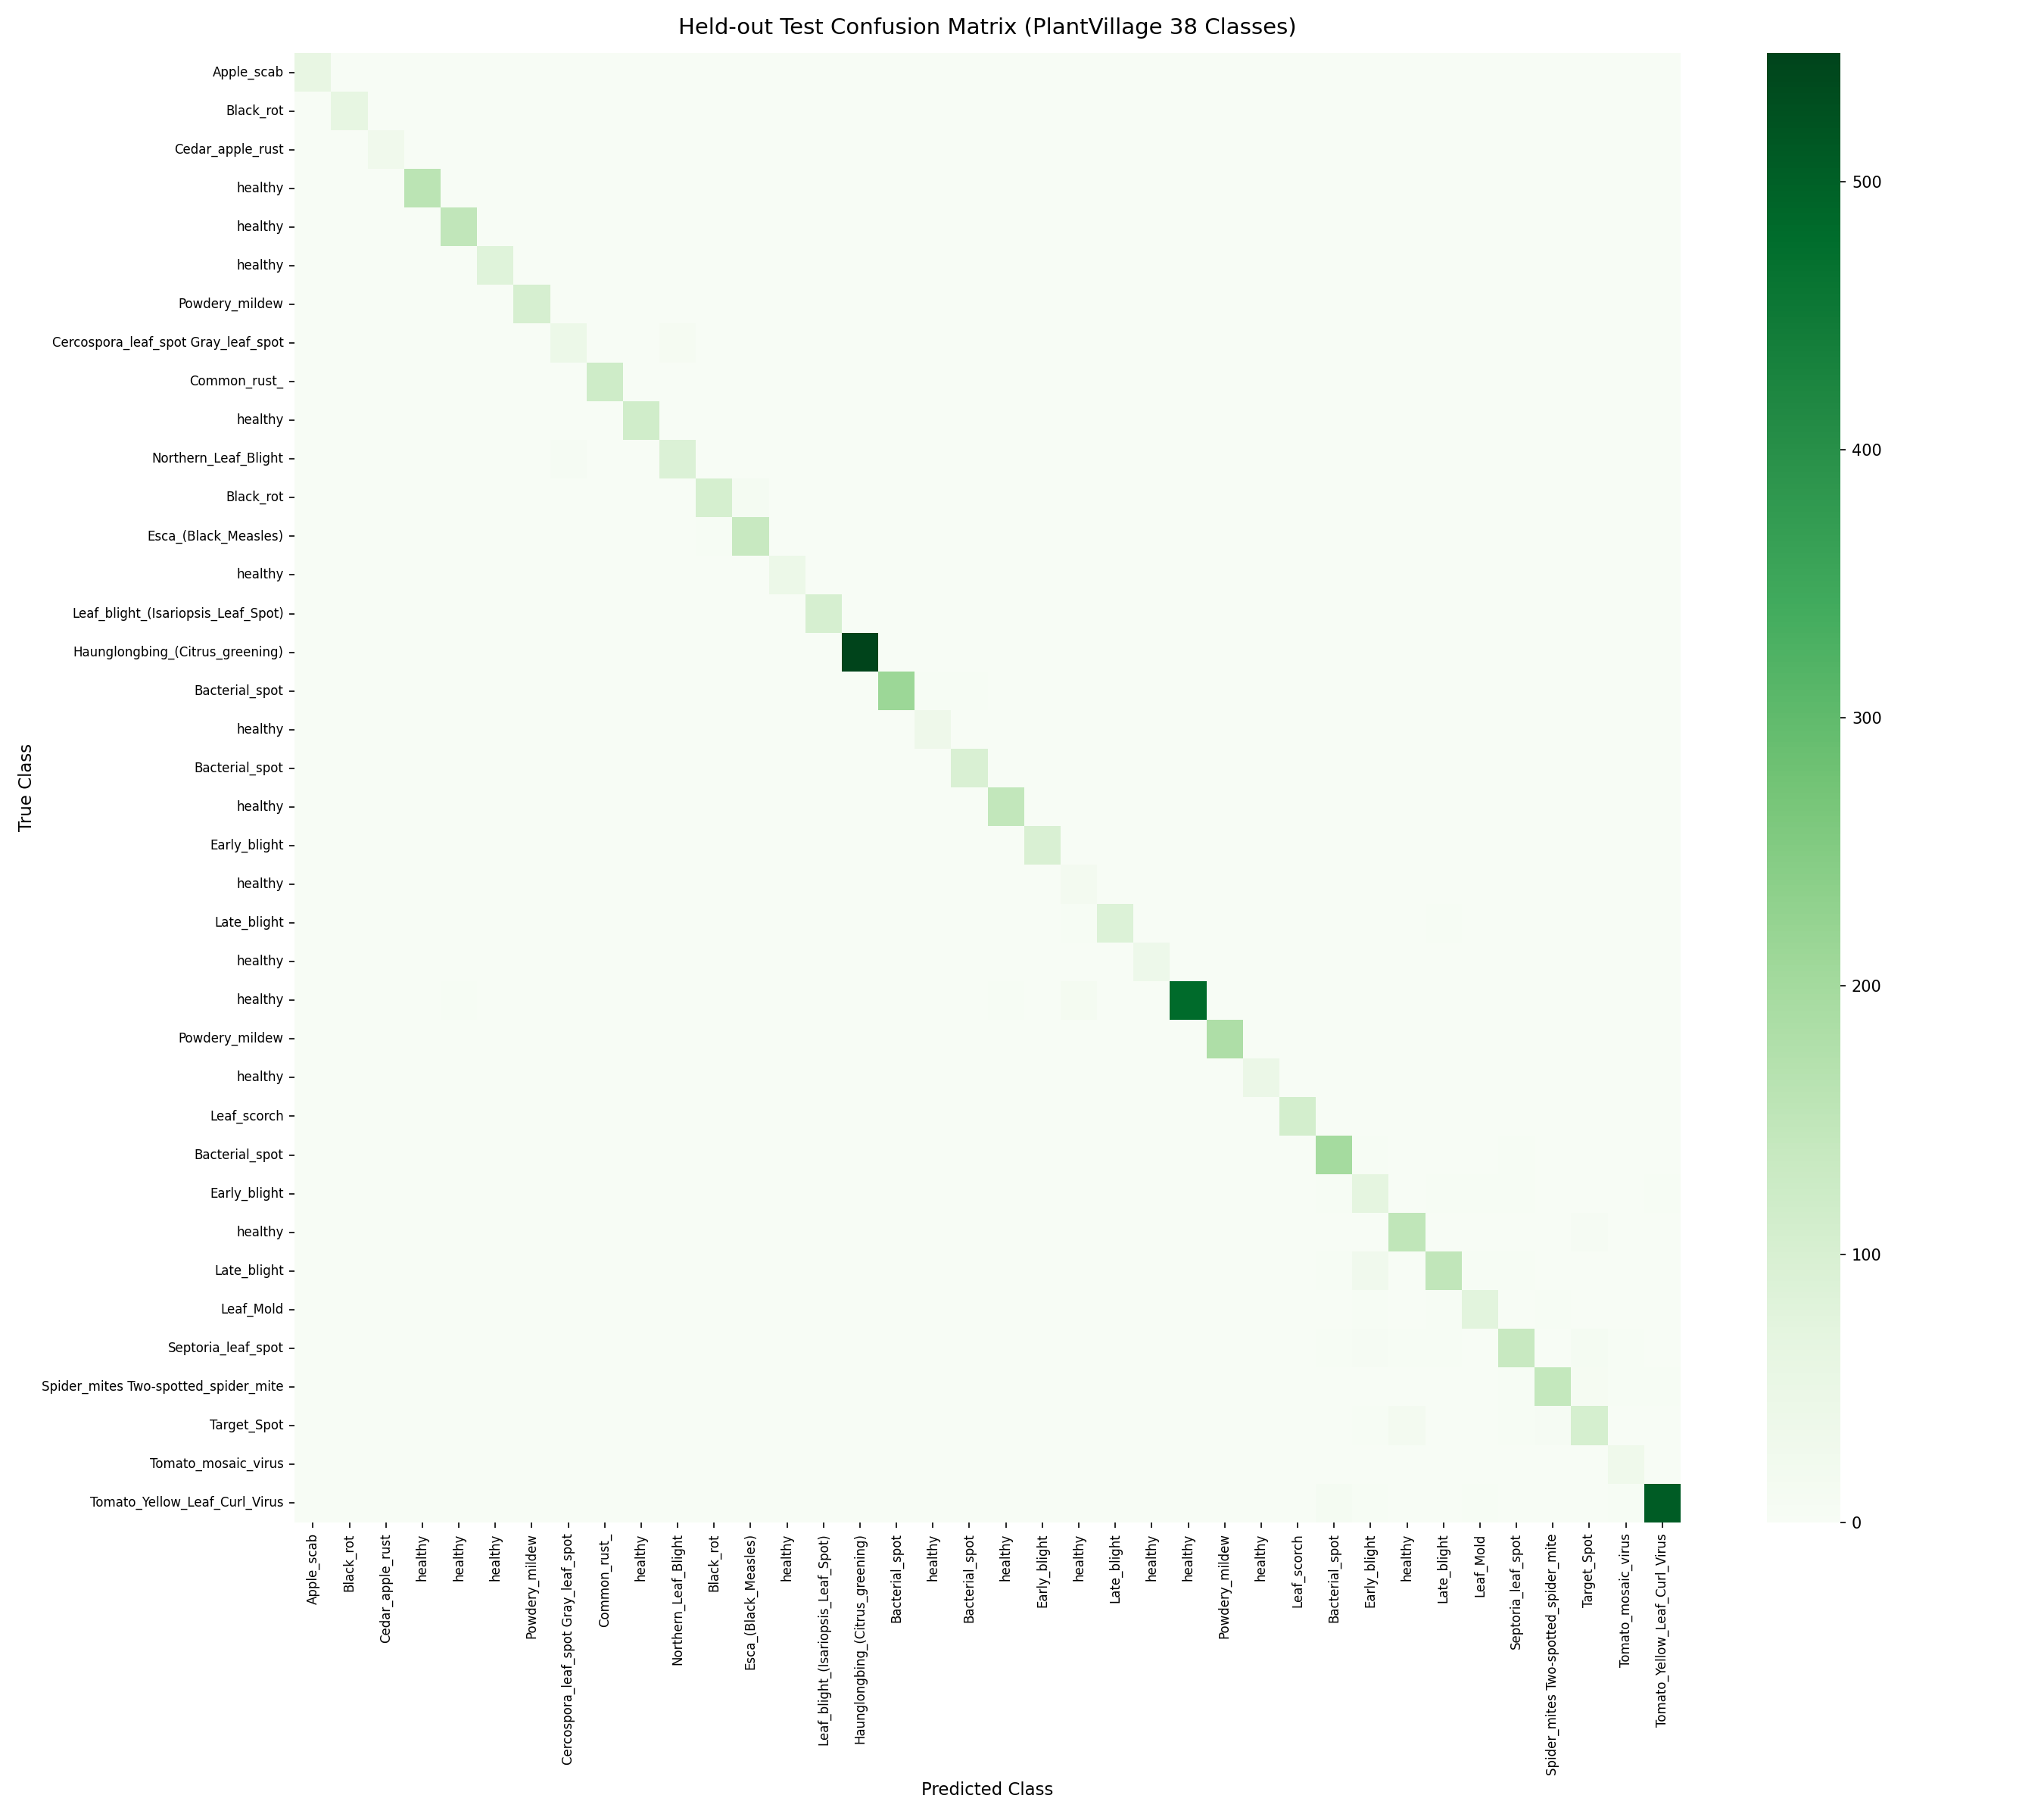 Held-out Test Confusion Matrix (PlantVillage 38 Classes)
True Class
Apple_scab
Black_rot
Cedar_apple_rust
healthy
healthy
healthy
Powdery_mildew
Cercospora_leaf_spot Gray_leaf_spot
Common_rust_
healthy
Northern_Leaf_Blight
Black_rot
Esca_(Black_Measles)
healthy
Leaf_blight_(Isariopsis_Leaf_Spot)
Haunglongbing_(Citrus_greening)
Bacterial_spot
healthy
Bacterial_spot
healthy
Early_blight
healthy
Late_blight
healthy
healthy
Powdery_mildew
healthy
Leaf_scorch
Bacterial_spot
Early_blight
healthy
Late_blight
Leaf_Mold
Septoria_leaf_spot
Spider_mites Two-spotted_spider_mite
Target_Spot
Tomato_mosaic_virus
Tomato_Yellow_Leaf_Curl_Virus
Apple_scab
Black_rot
Cedar_apple_rust
healthy
healthy
healthy
Powdery_mildew
Cercospora_leaf_spot Gray_leaf_spot
Common_rust_
healthy
Northern_Leaf_Blight
Black_rot
Esca_(Black_Measles)
healthy
Leaf_blight_(Isariopsis_Leaf_Spot)
Haunglongbing_(Citrus_greening)
Bacterial_spot
healthy
Bacterial_spot
healthy
Early_blight
healthy
Late_blight
healthy
healthy
Powdery_mildew
healthy
Leaf_scorch
Bacterial_spot
Early_blight
healthy
Late_blight
Leaf_Mold
Septoria_leaf_spot
Spider_mites Two-spotted_spider_mite
Target_Spot
Tomato_mosaic_virus
Tomato_Yellow_Leaf_Curl_Virus
Predicted Class
500
400
300
200
100
0